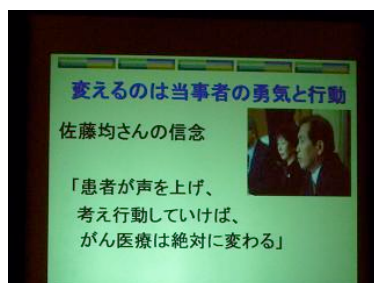 変えるのは当事者の勇気と行動
佐藤均さんの信念
「患者が声を上げ、
考え行動していけば、
がん医療は絶対に変わる」